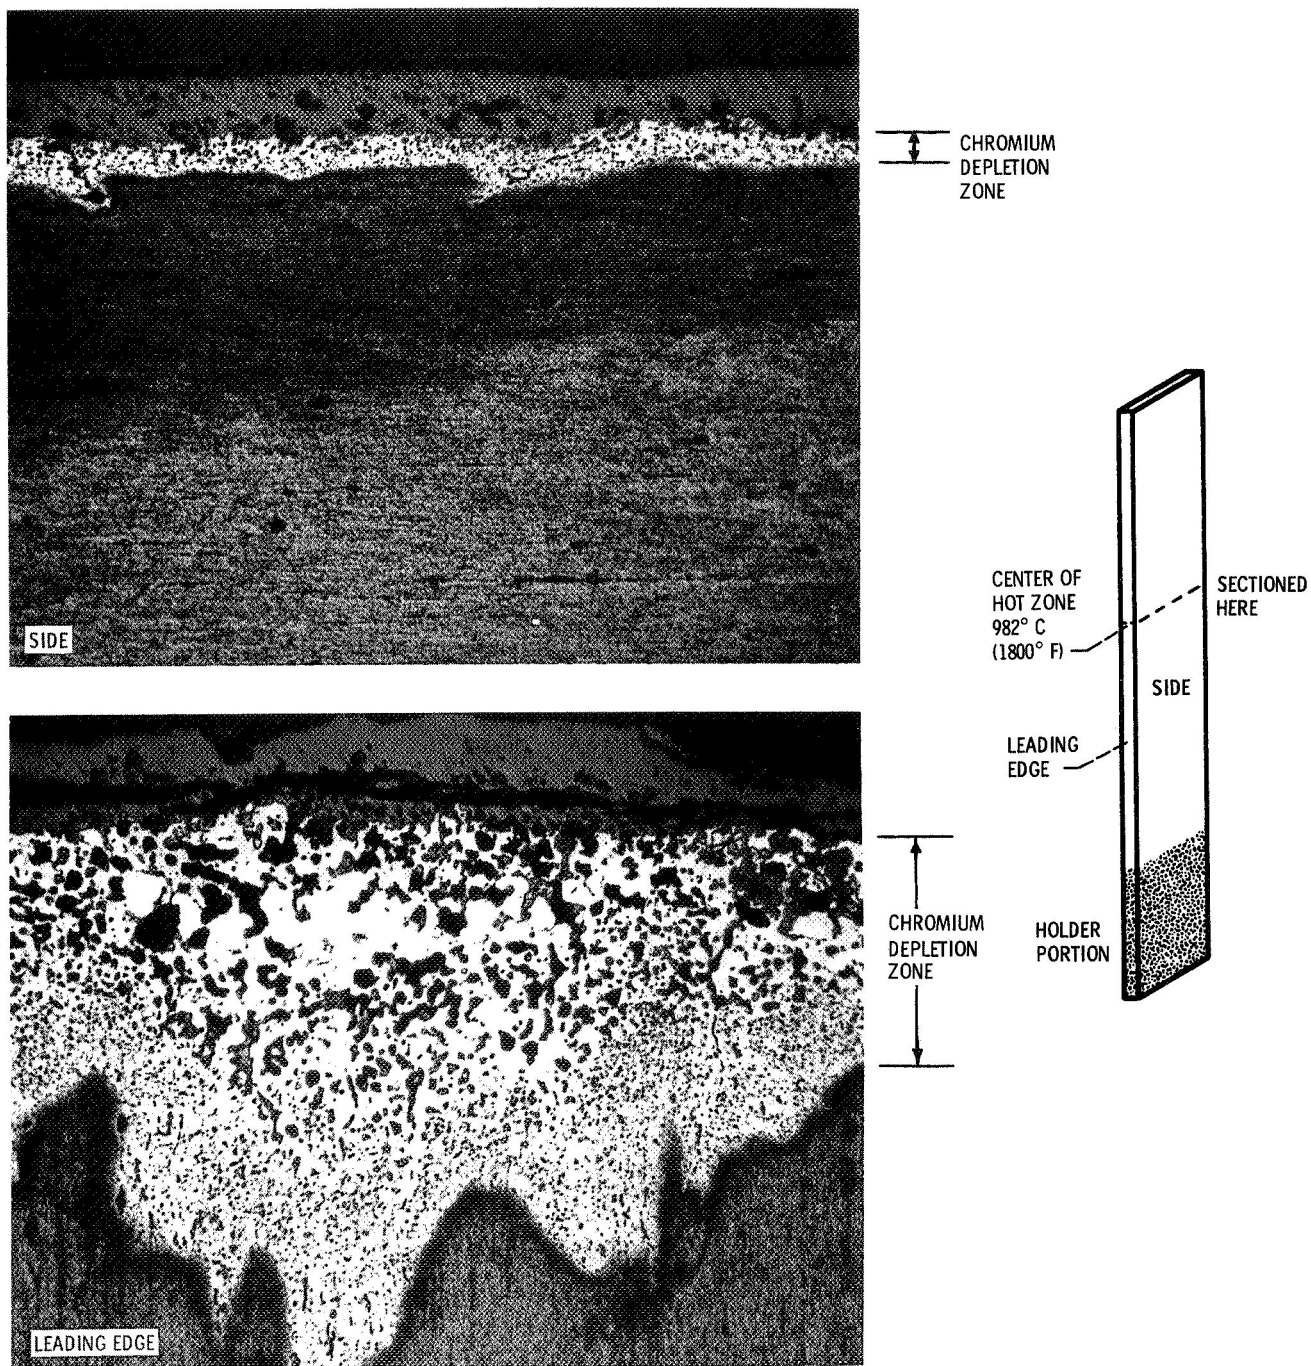 CHROMIUM
DEPLETION
ZONE
SIDE
CENTER OF
HOT ZONE
982° C
(1800° F)
SECTIONED
HERE
SIDE
LEADING
EDGE
CHROMIUM
DEPLETION
ZONE
HOLDER
PORTION
LEADING EDGE